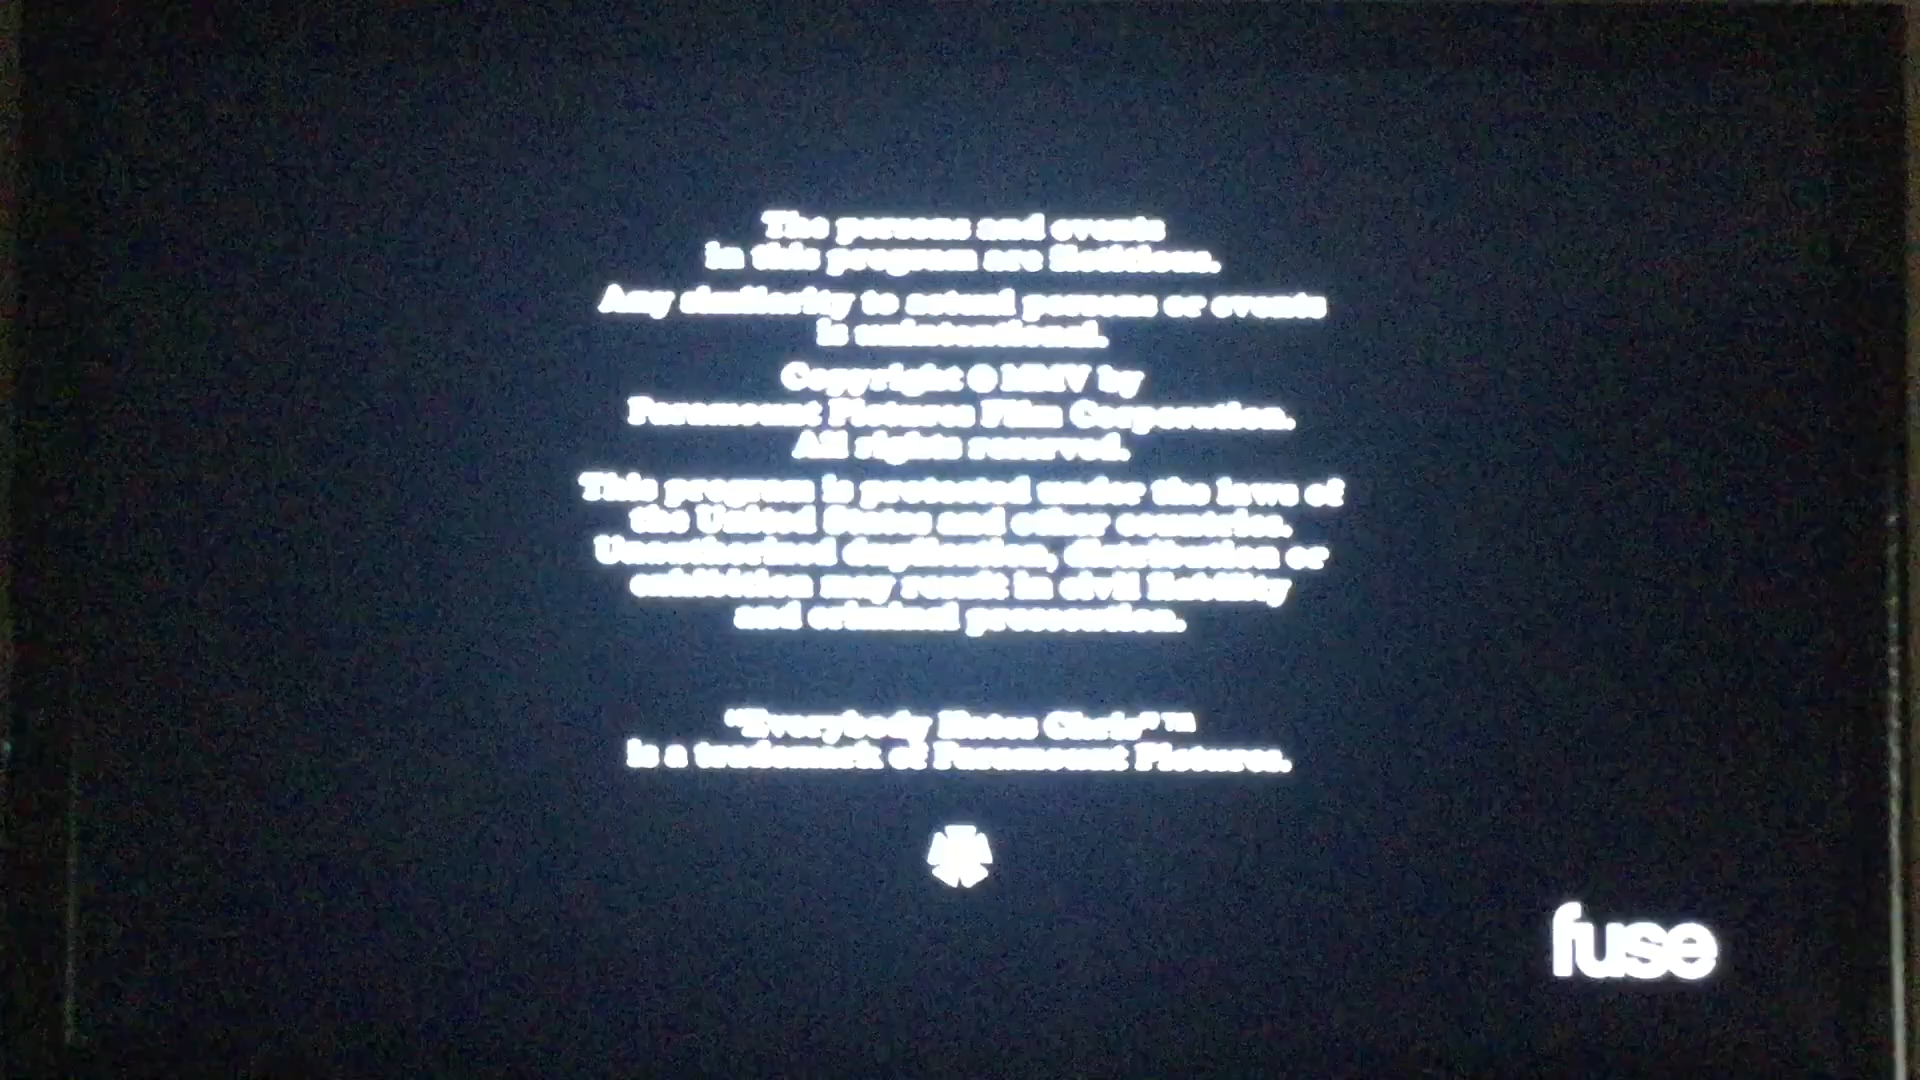 The persons and events
in this program are fictitious.
Any similarity to actual persons or events
is unintentional.
Copyright © MMV by
Paramount Pictures Film Corporation.
All rights reserved.
This program is protected under the laws of
the United States and other countries.
Unauthorized duplication, distribution or
exhibition may result in civil liability
and criminal prosecution.
"Everybody Hates Chris"™
is a trademark of Paramount Pictures.
fuse